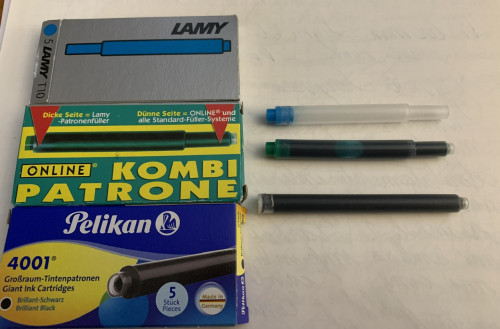 LAMY
5 LAMY T 10
Dicke Seite = Lamy
-Patronenfüller
Dünne Seite = ONLINE® und
alle Standard-Füller-Systeme
ONLINE® KOMBI
PATRONE
Pelikan
4001®
Großraum-Tintenpatronen
Giant Ink Cartridges
Brillant-Schwarz
Brilliant Black
5
Stück
Pieces
Made in
Germany